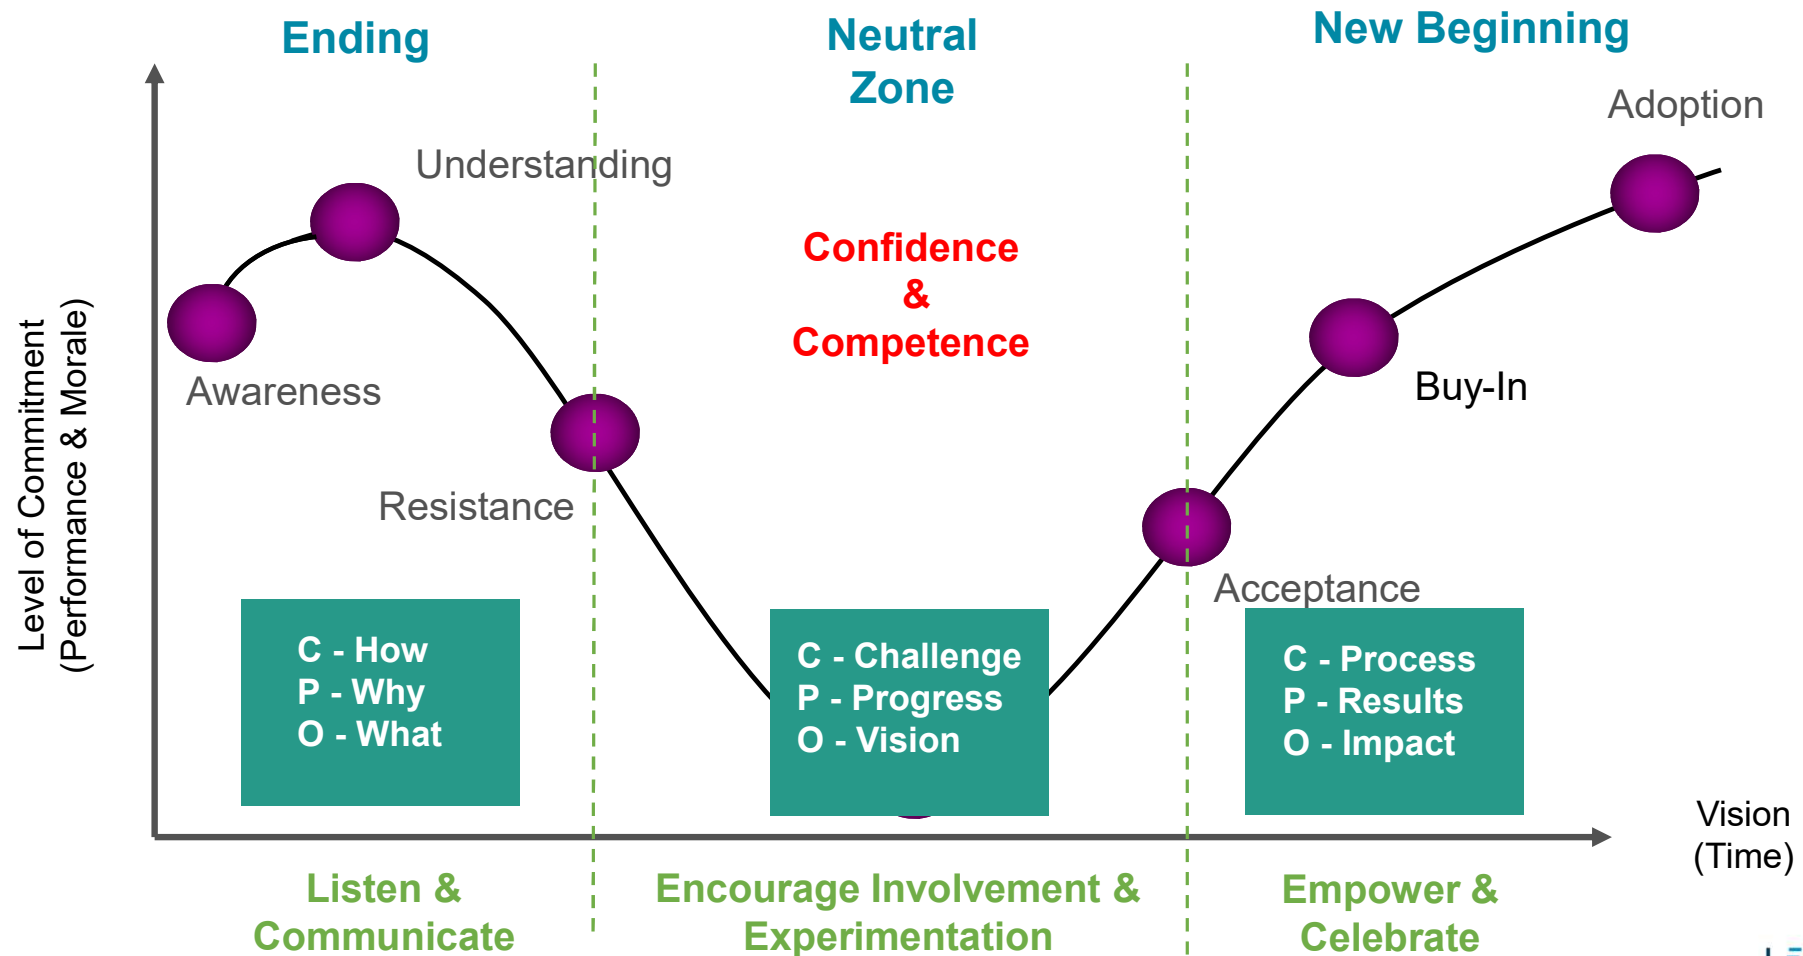 Ending
Neutral
Zone
New Beginning
Adoption
Understanding
Confidence
&
Competence
Awareness
Buy-In
Resistance
Acceptance
Level of Commitment
(Performance & Morale)
C - How
P - Why
O - What
C - Challenge
P - Progress
O - Vision
C - Process
P - Results
O - Impact
Vision
(Time)
Listen &
Communicate
Encourage Involvement &
Experimentation
Empower &
Celebrate